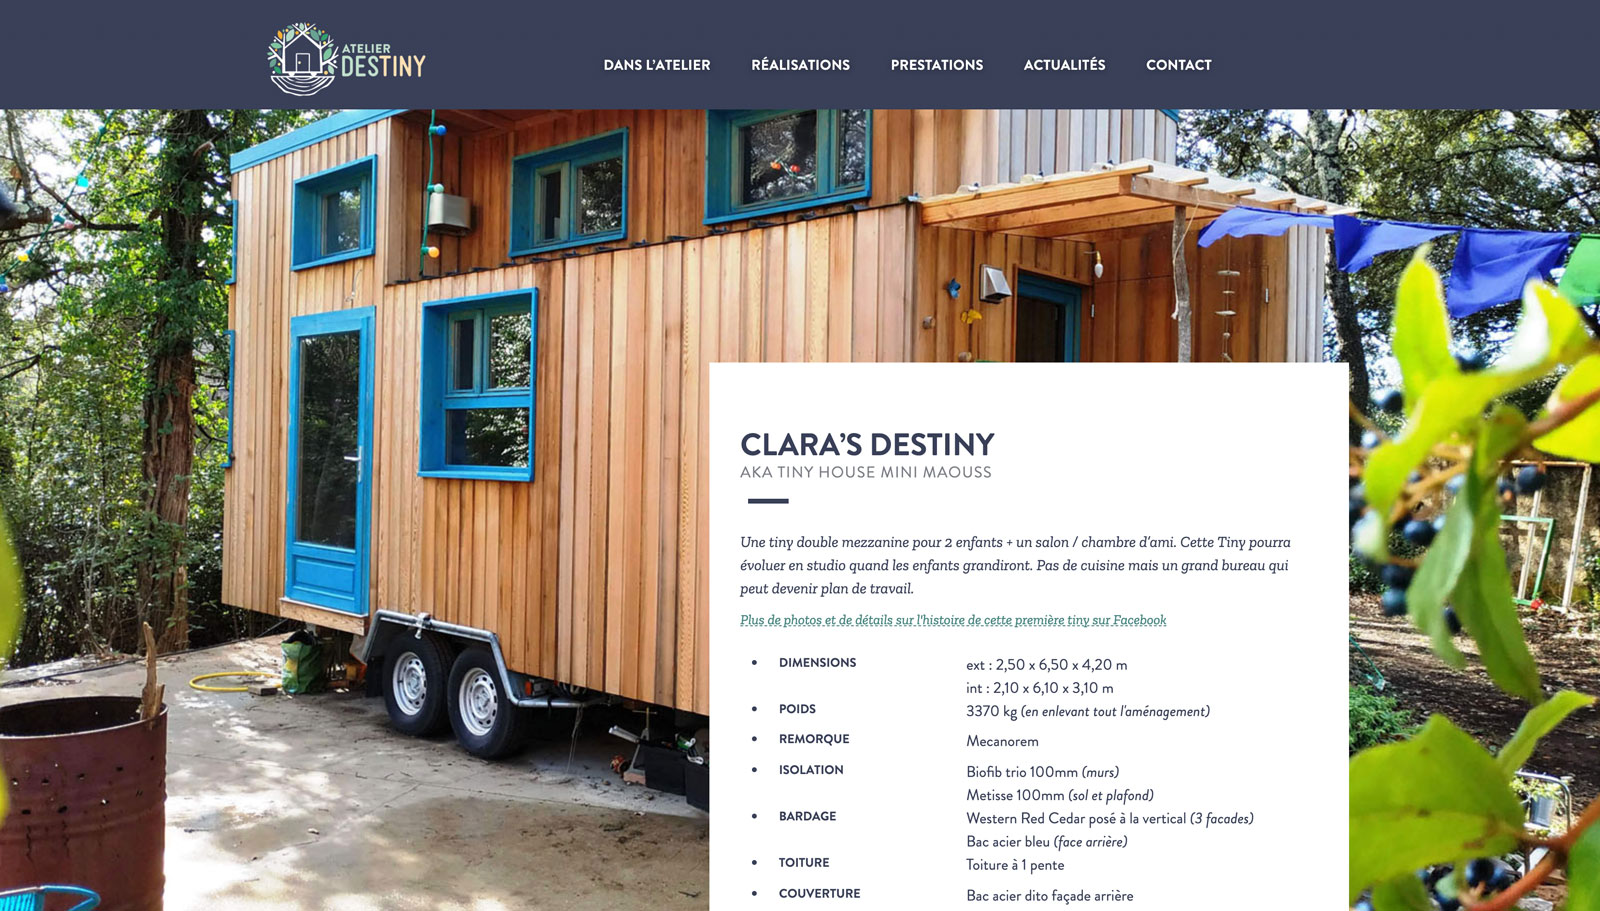 ATELIER
DESTINY
DANS L’ATELIER
RÉALISATIONS
PRESTATIONS
ACTUALITÉS
CONTACT
CLARA’S DESTINY
AKA TINY HOUSE MINI MAOUSS
Une tiny double mezzanine pour 2 enfants + un salon / chambre d'ami. Cette Tiny pourra
évoluer en studio quand les enfants grandiront. Pas de cuisine mais un grand bureau qui
peut devenir plan de travail.
Plus de photos et de détails sur l'histoire de cette première tiny sur Facebook
• DIMENSIONS ext : 2,50 x 6,50 x 4,20 m
int : 2,10 x 6,10 x 3,10 m
• POIDS 3370 kg (en enlevant tout l'aménagement)
• REMORQUE Mecanorem
• ISOLATION Biofib trio 100mm (murs)
Metisse 100mm (sol et plafond)
• BARDAGE Western Red Cedar posé à la vertical (3 facades)
Bac acier bleu (face arrière)
• TOITURE Toiture à 1 pente
• COUVERTURE Bac acier dito façade arrière